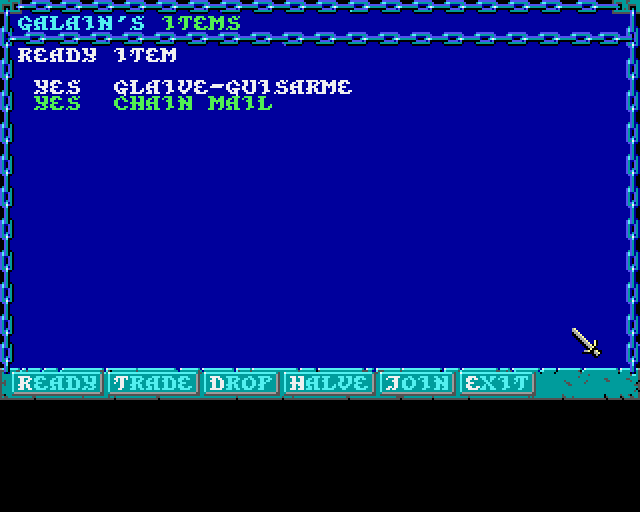 GALAIN'S ITEMS
READY ITEM
YES GLAIVE-GUISARME
YES CHAIN MAIL
READY TRADE DROP HALVE JOIN EXIT